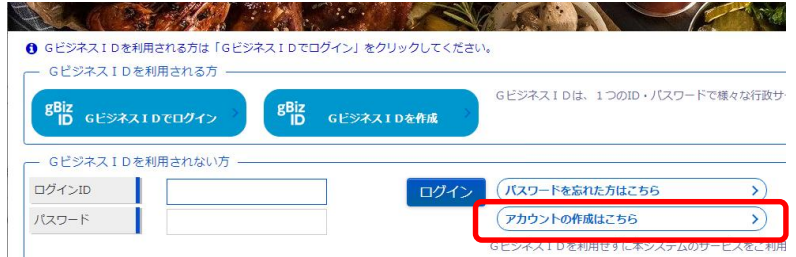 GビジネスIDを利用される方は「GビジネスIDでログイン」をクリックしてください。
GビジネスIDを利用される方
gBiz ID GビジネスIDでログイン
gBiz ID GビジネスIDを作成
GビジネスIDは、1つのID・パスワードで様々な行政サ
GビジネスIDを利用されない方
ログインID
ログイン
パスワードを忘れた方はこちら
パスワード
アカウントの作成はこちら
GビジネスIDを利用せずに本システムのサービスをご利用